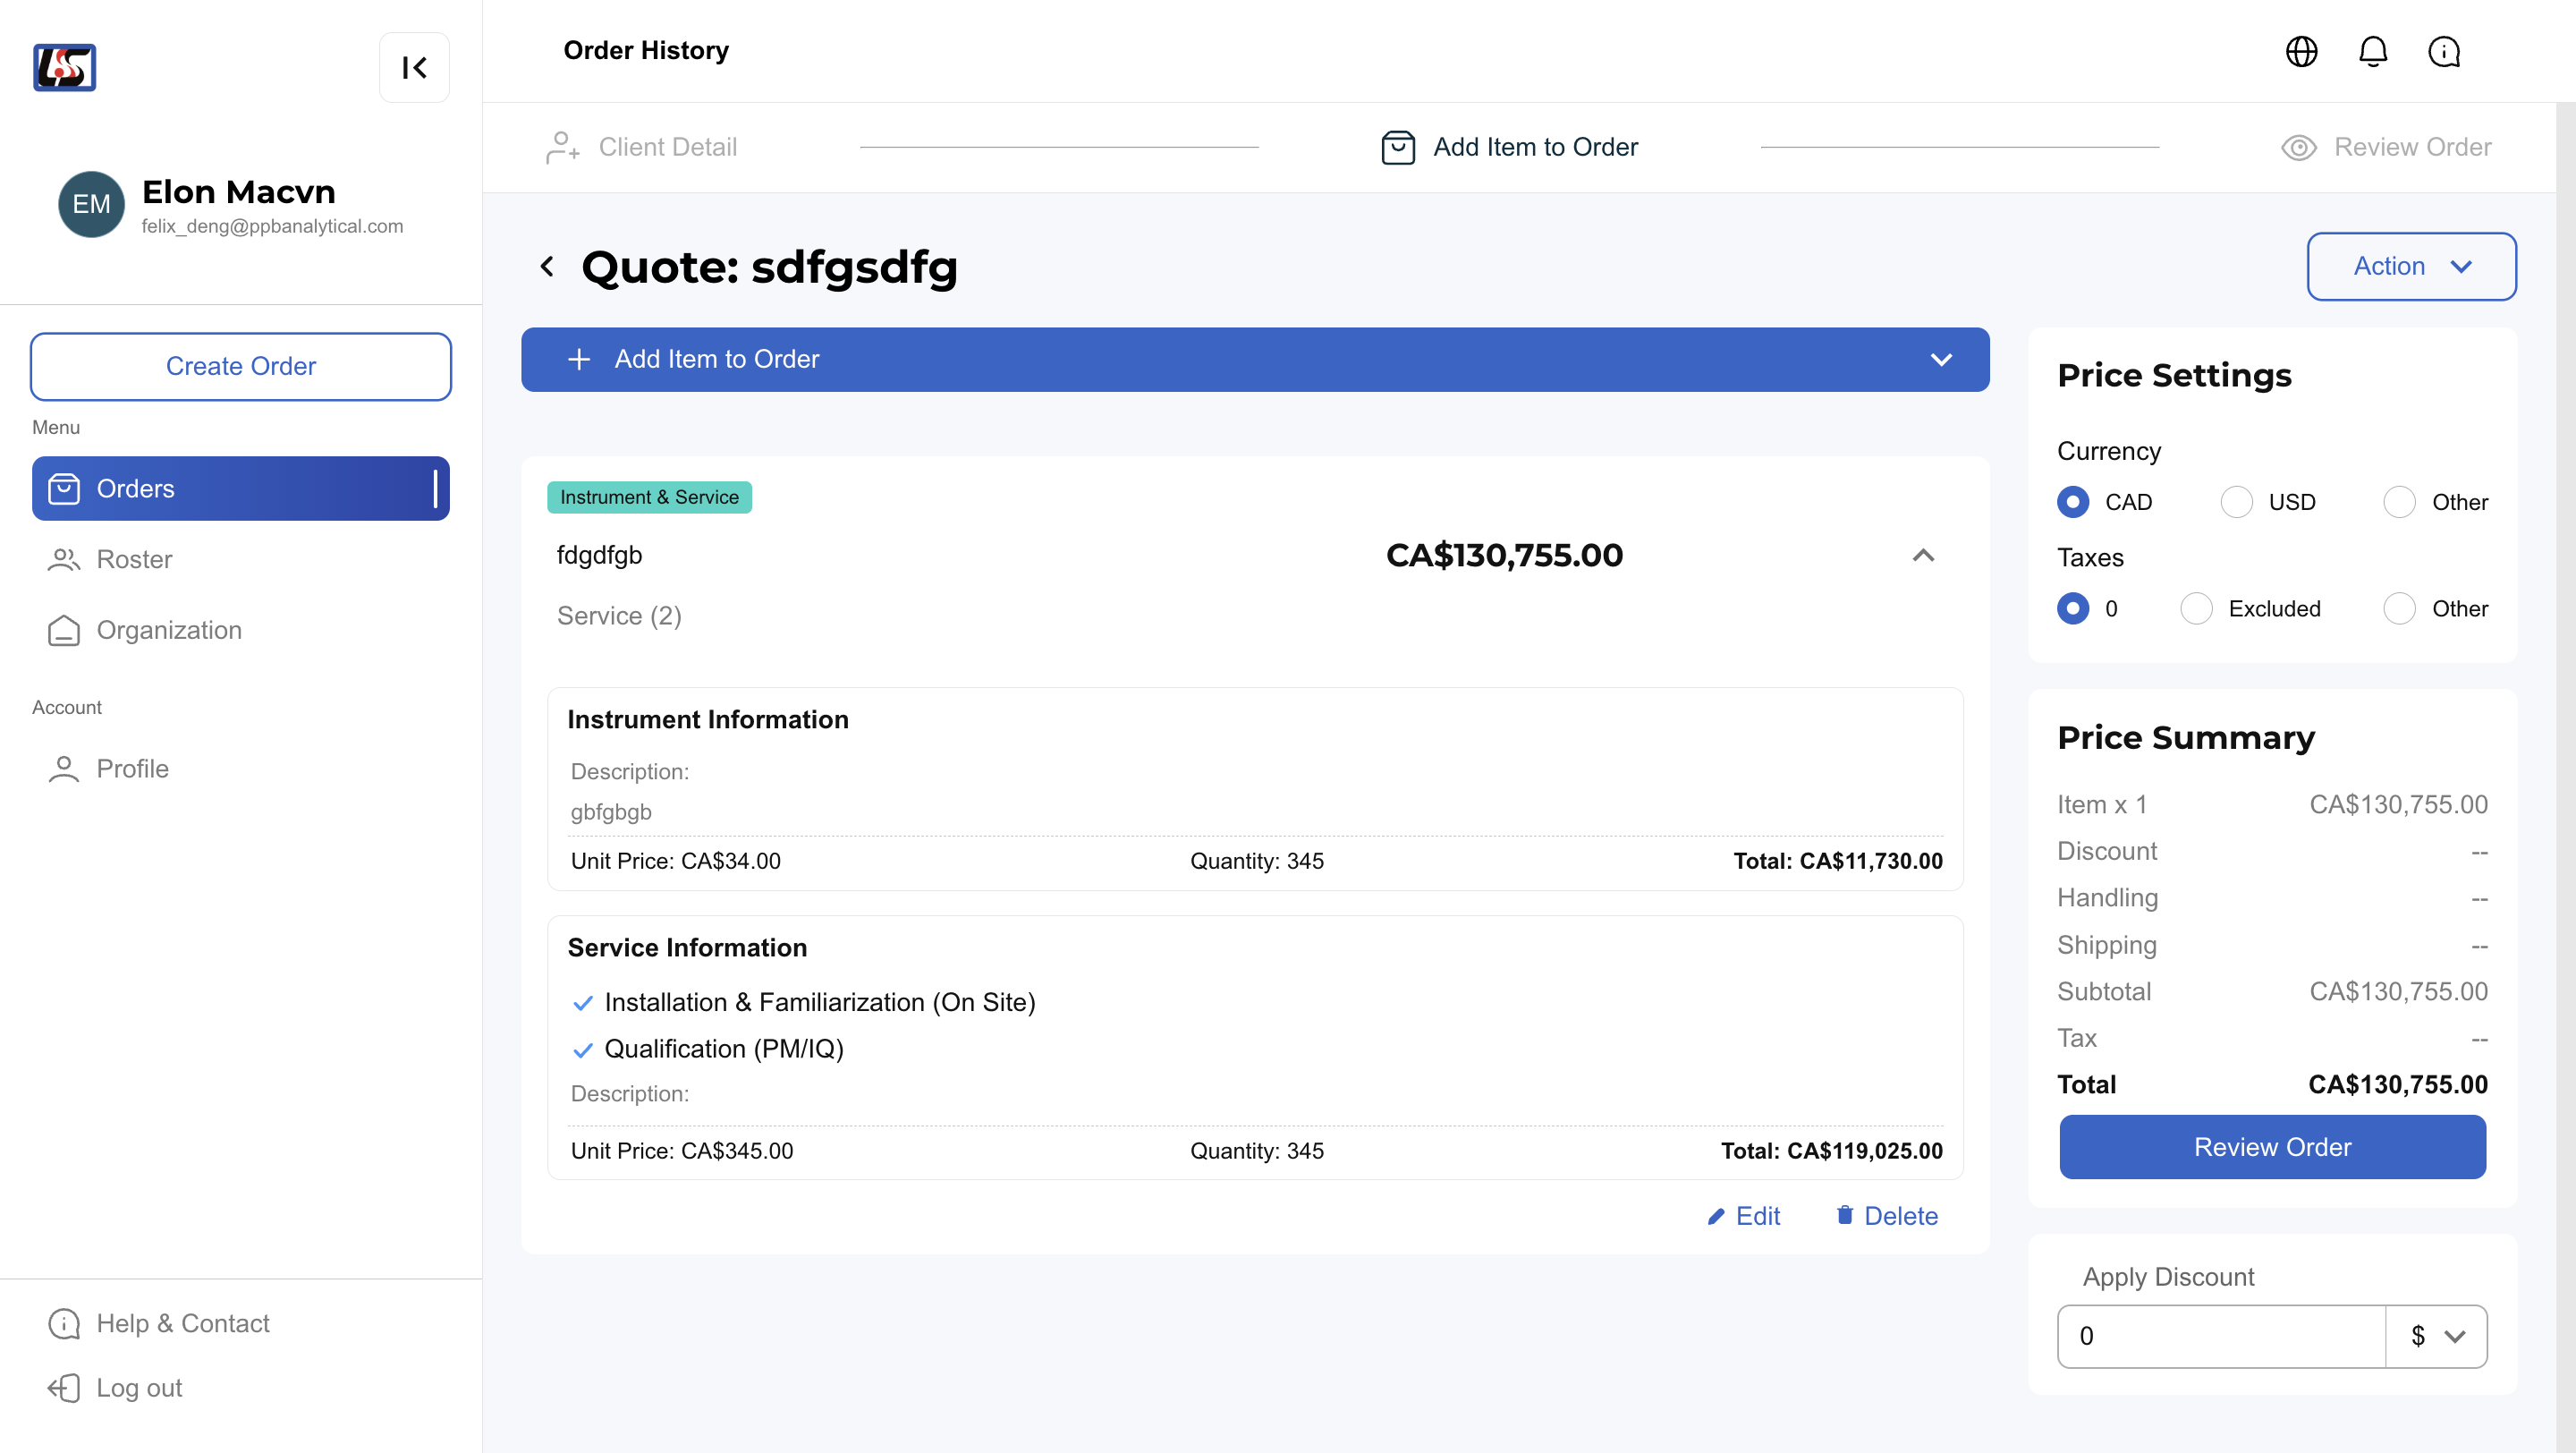 LSS
Order History
Elon Macvn
EM
felix_deng@ppbanalytical.com
Create Order
Menu
Orders
Roster
Organization
Account
Profile
Help & Contact
Log out
Client Detail
Add Item to Order
Review Order
Quote: sdfgsdfg
Action
Add Item to Order
Instrument & Service
fdgdfgb
CA$130,755.00
Service (2)
Instrument Information
Description:
gbfgbgb
Unit Price: CA$34.00 Quantity: 345 Total: CA$11,730.00
Service Information
Installation & Familiarization (On Site)
Qualification (PM/IQ)
Description:
Unit Price: CA$345.00 Quantity: 345 Total: CA$119,025.00
Edit Delete
Price Settings
Currency
CAD USD Other
Taxes
0 Excluded Other
Price Summary
Item x 1 CA$130,755.00
Discount --
Handling --
Shipping --
Subtotal CA$130,755.00
Tax --
Total CA$130,755.00
Review Order
Apply Discount
0 $